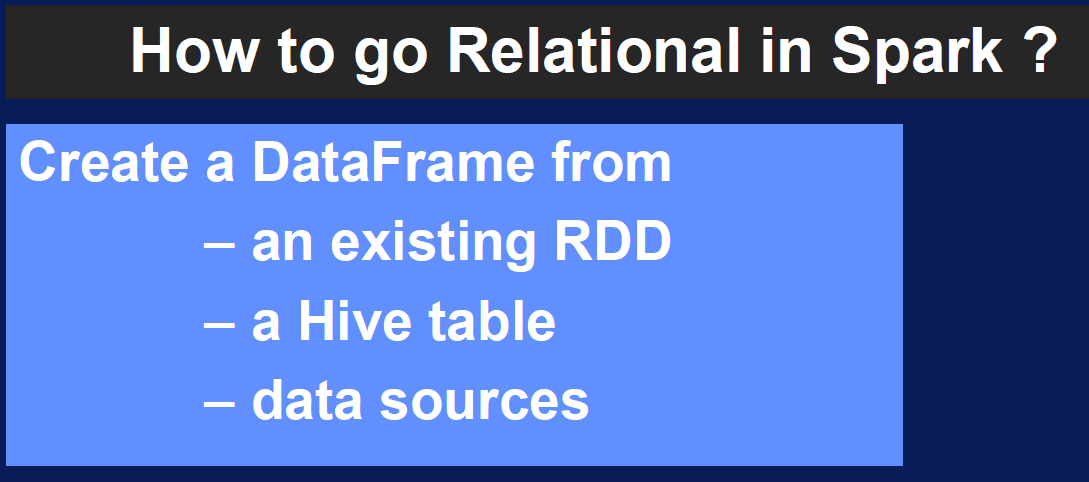 How to go Relational in Spark ?
Create a DataFrame from
– an existing RDD
– a Hive table
– data sources